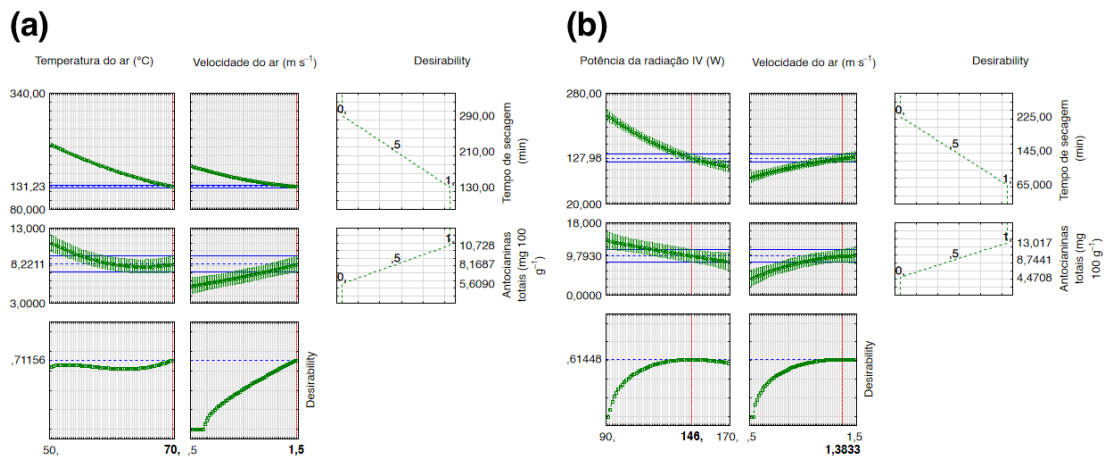 (a)
Temperatura do ar (°C)
Velocidade do ar (m s⁻¹)
Desirability
340,00
131,23
80,000
0,
,5
1,
290,00
210,00
130,00
Tempo de secagem
(min)
13,000
8,2211
3,0000
0,
,5
1,
10,728
8,1687
5,6090
Antocianinas
totais (mg 100
g⁻¹)
,71156
Desirability
50,
70,
,5
1,5
(b)
Potência da radiação IV (W)
Velocidade do ar (m s⁻¹)
Desirability
280,00
127,98
20,000
0,
,5
1,
225,00
145,00
65,000
Tempo de secagem
(min)
18,000
9,7930
0,0000
0,
,5
1,
13,017
8,7441
4,4708
Antocianinas
totais (mg
100 g⁻¹)
,61448
Desirability
90,
146,
170,
,5
1,5
1,3833